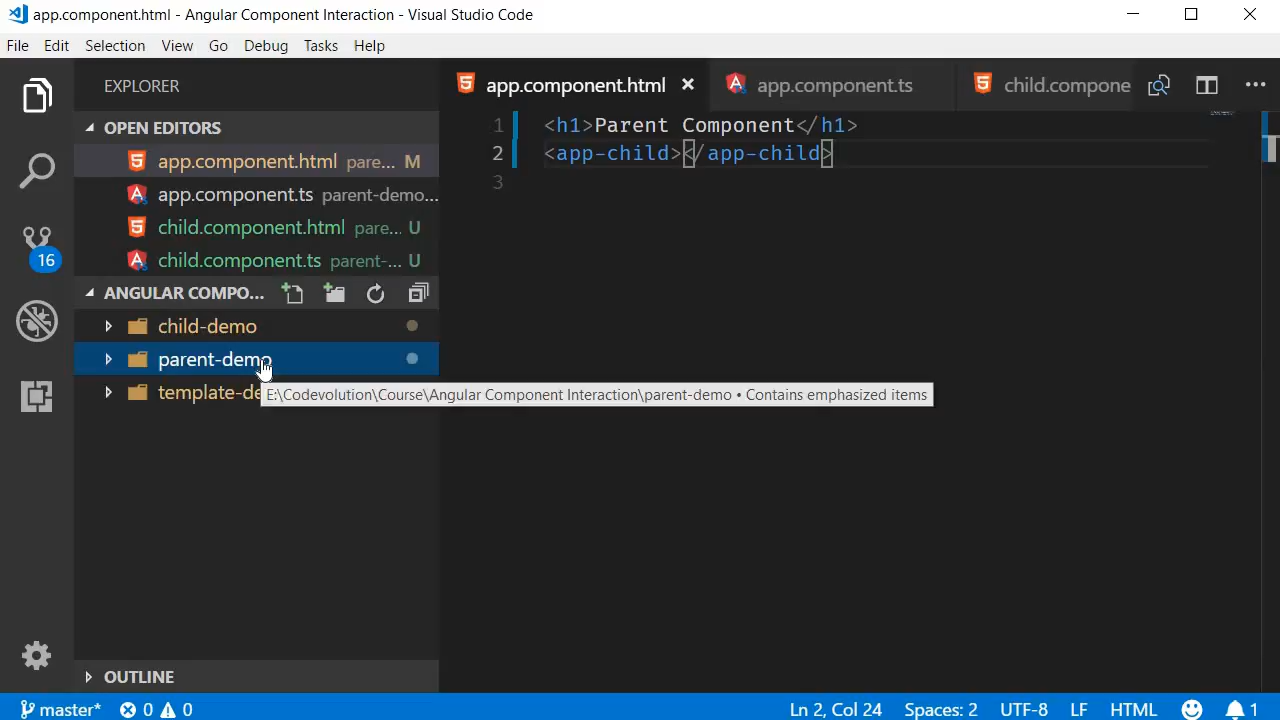 app.component.html - Angular Component Interaction - Visual Studio Code
File Edit Selection View Go Debug Tasks Help
EXPLORER
OPEN EDITORS
app.component.html pare... M
app.component.ts parent-demo...
child.component.html pare... U
child.component.ts parent-... U
ANGULAR COMPO...
child-demo
parent-demo
template-de
E:\Codevolution\Course\Angular Component Interaction\parent-demo • Contains emphasized items
OUTLINE
16
app.component.html app.component.ts child.compone
1 <h1>Parent Component</h1>
2 <app-child></app-child>
3
master* 0 0 Ln 2, Col 24 Spaces: 2 UTF-8 LF HTML 1